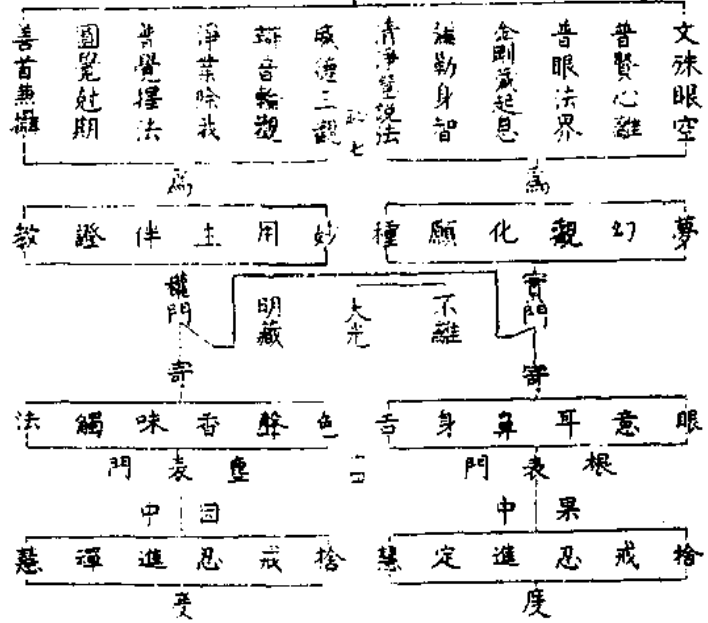 文殊眼空
普賢心離
普眼法界
金剛藏起息
彌勒身智
清淨慧說法
威德三觀
辯音輪觀
淨業除我
普覺擇法
圓覺尅期
善首兼攝
為
為
夢幻觀化願種
妙用土伴證教
實門
不離
大光
明藏
權門
寄
寄
眼意耳鼻身舌
色聲香味觸法
根表門
塵表門
果中
因中
捨戒忍進定慧
捨戒忍進禪慧
度
度